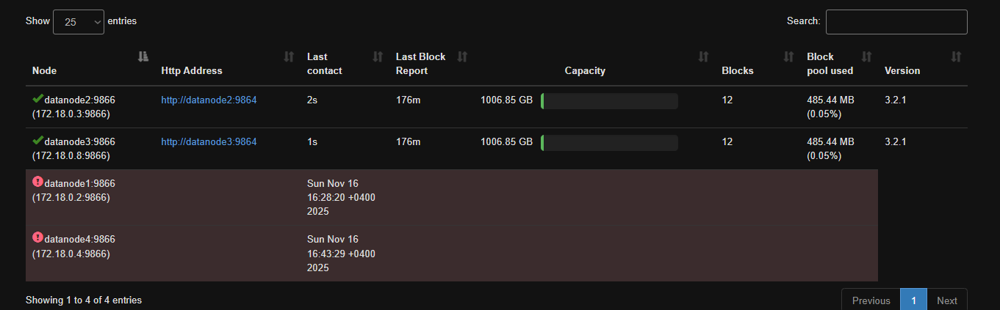 Show 25 entries Search:
Node Http Address Last contact Last Block Report Capacity Blocks Block pool used Version
datanode2:9866 http://datanode2:9864 2s 176m 1006.85 GB 12 485.44 MB 3.2.1
(172.18.0.3:9866) (0.05%)
datanode3:9866 http://datanode3:9864 1s 176m 1006.85 GB 12 485.44 MB 3.2.1
(172.18.0.8:9866) (0.05%)
datanode1:9866 Sun Nov 16
(172.18.0.2:9866) 16:28:20 +0400
2025
datanode4:9866 Sun Nov 16
(172.18.0.4:9866) 16:43:29 +0400
2025
Showing 1 to 4 of 4 entries Previous 1 Next